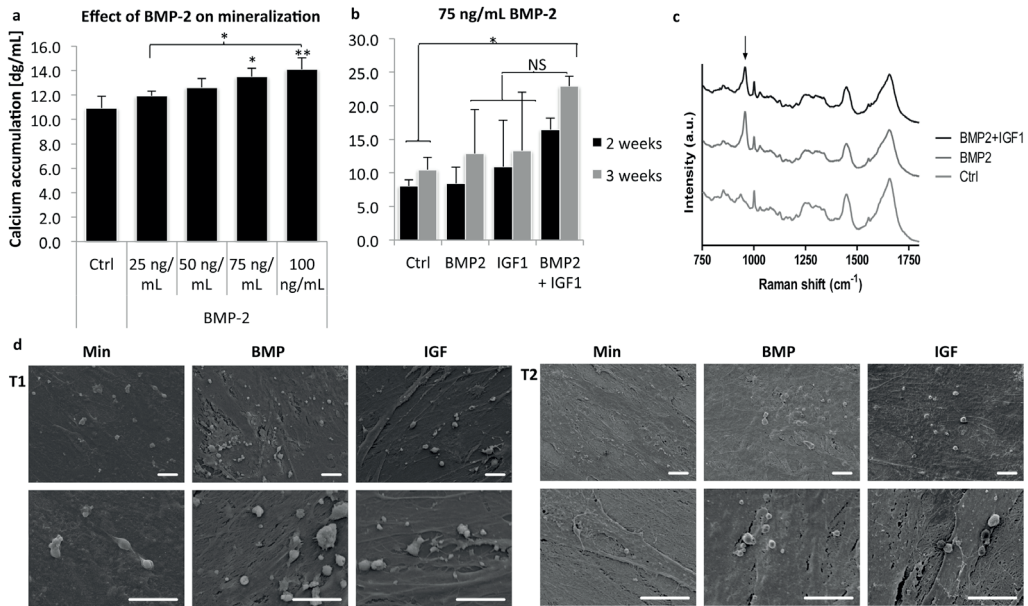 a
Effect of BMP-2 on mineralization
Calcium accumulation [dg/mL]
16.0
14.0
12.0
10.0
8.0
6.0
4.0
2.0
0.0
*
*
**
Ctrl
25 ng/
mL
50 ng/
mL
75 ng/
mL
100
ng/mL
BMP-2
b
75 ng/mL BMP-2
30.0
25.0
20.0
15.0
10.0
5.0
0.0
*
NS
2 weeks
3 weeks
Ctrl
BMP2
IGF1
BMP2
+ IGF1
c
Intensity (a.u.)
BMP2+IGF1
BMP2
Ctrl
750 1000 1250 1500 1750
Raman shift (cm⁻¹)
d
Min BMP IGF
T1
Min BMP IGF
T2